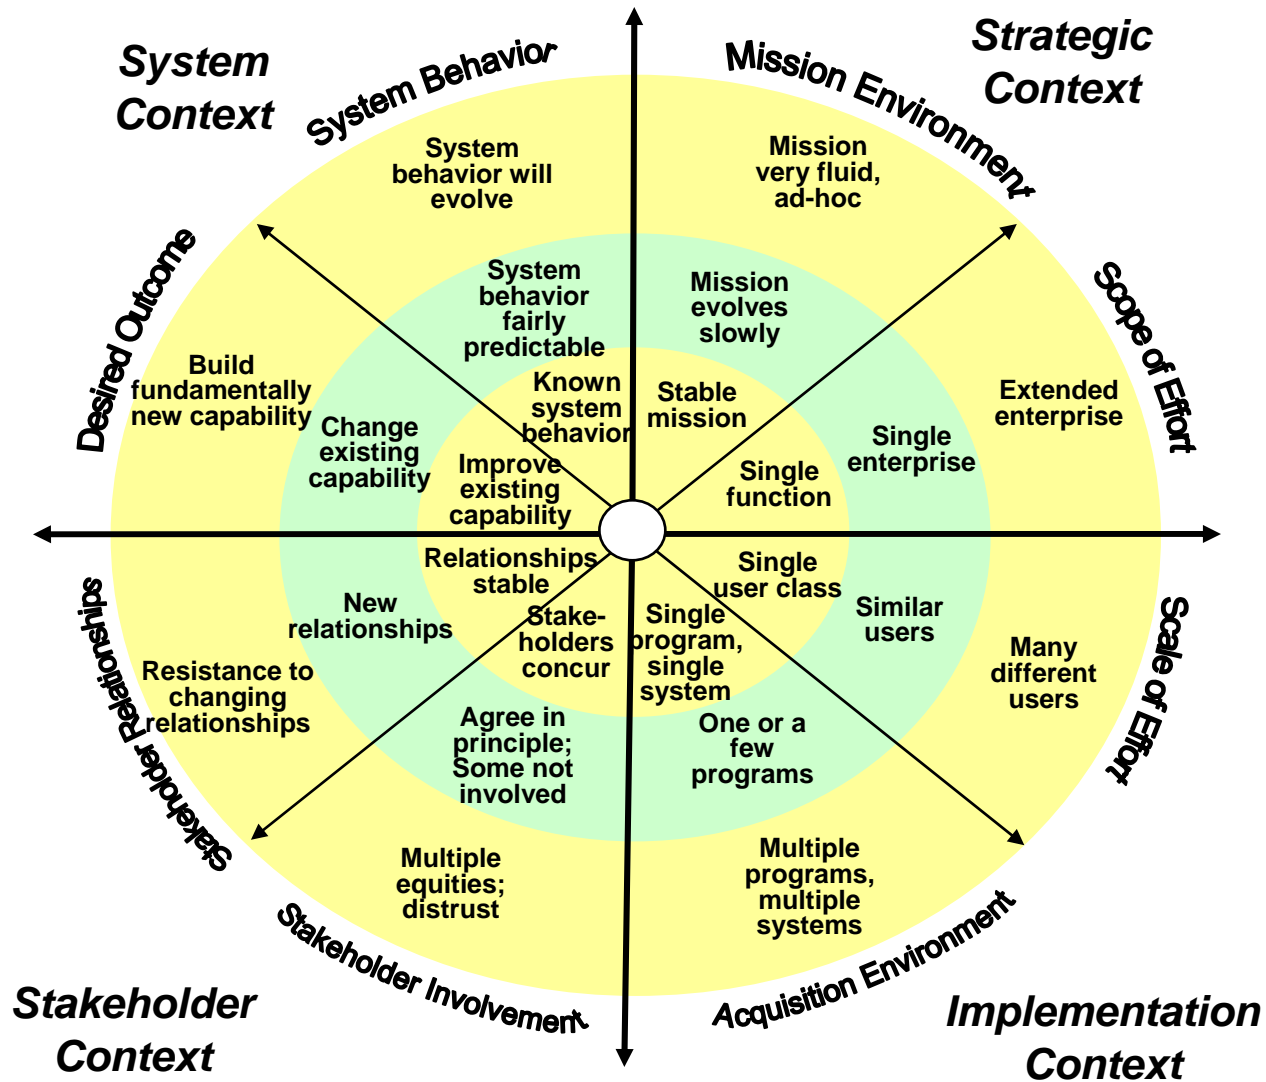 System
Context
System Behavior
Mission Environment
Strategic
Context
System
behavior will
evolve
Mission
very fluid,
ad-hoc
Desired Outcome
System
behavior
fairly
predictable
Mission
evolves
slowly
Scope of Effort
Build
fundamentally
new capability
Change
existing
capability
Known
system
behavior
Stable
mission
Single
enterprise
Extended
enterprise
Improve
existing
capability
Single
function
Relationships
stable
Single
user class
Stakeholder Relationships
New
relationships
Stake-
holders
concur
Single
program,
single
system
Similar
users
Many
different
users
Scale of Effort
Resistance to
changing
relationships
Agree in
principle;
Some not
involved
One or a
few
programs
Multiple
equities;
distrust
Multiple
programs,
multiple
systems
Stakeholder Involvement
Acquisition Environment
Stakeholder
Context
Implementation
Context